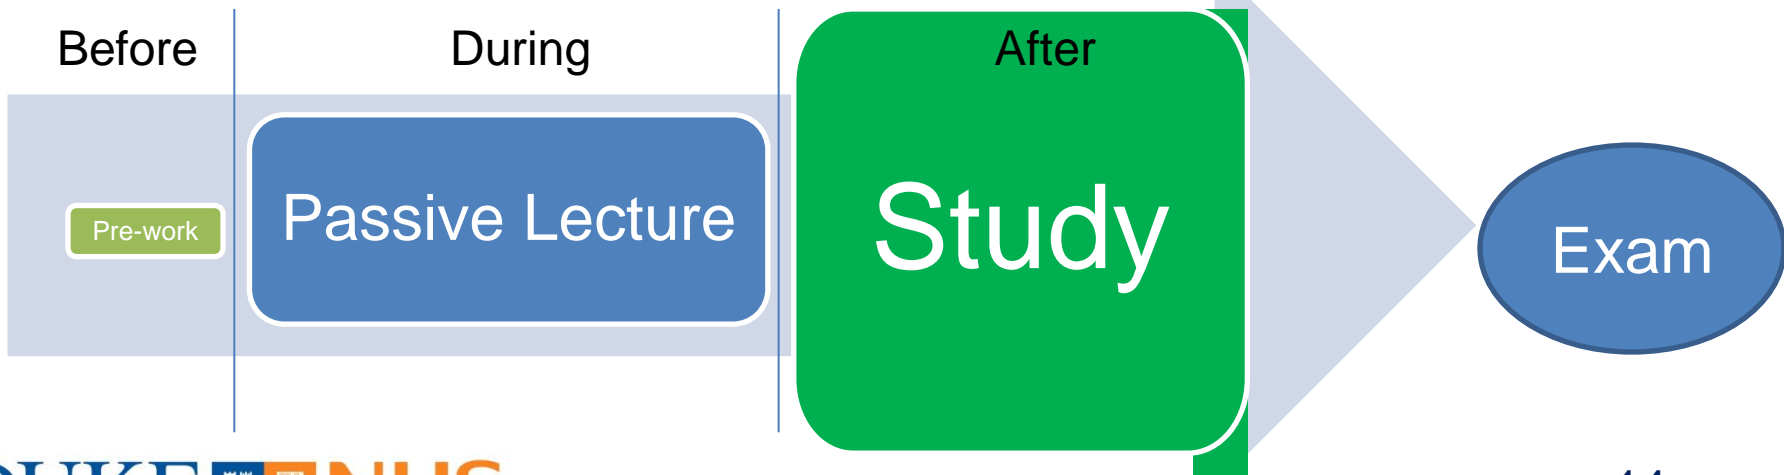 Before
During
After
Pre-work
Passive Lecture
Study
Exam